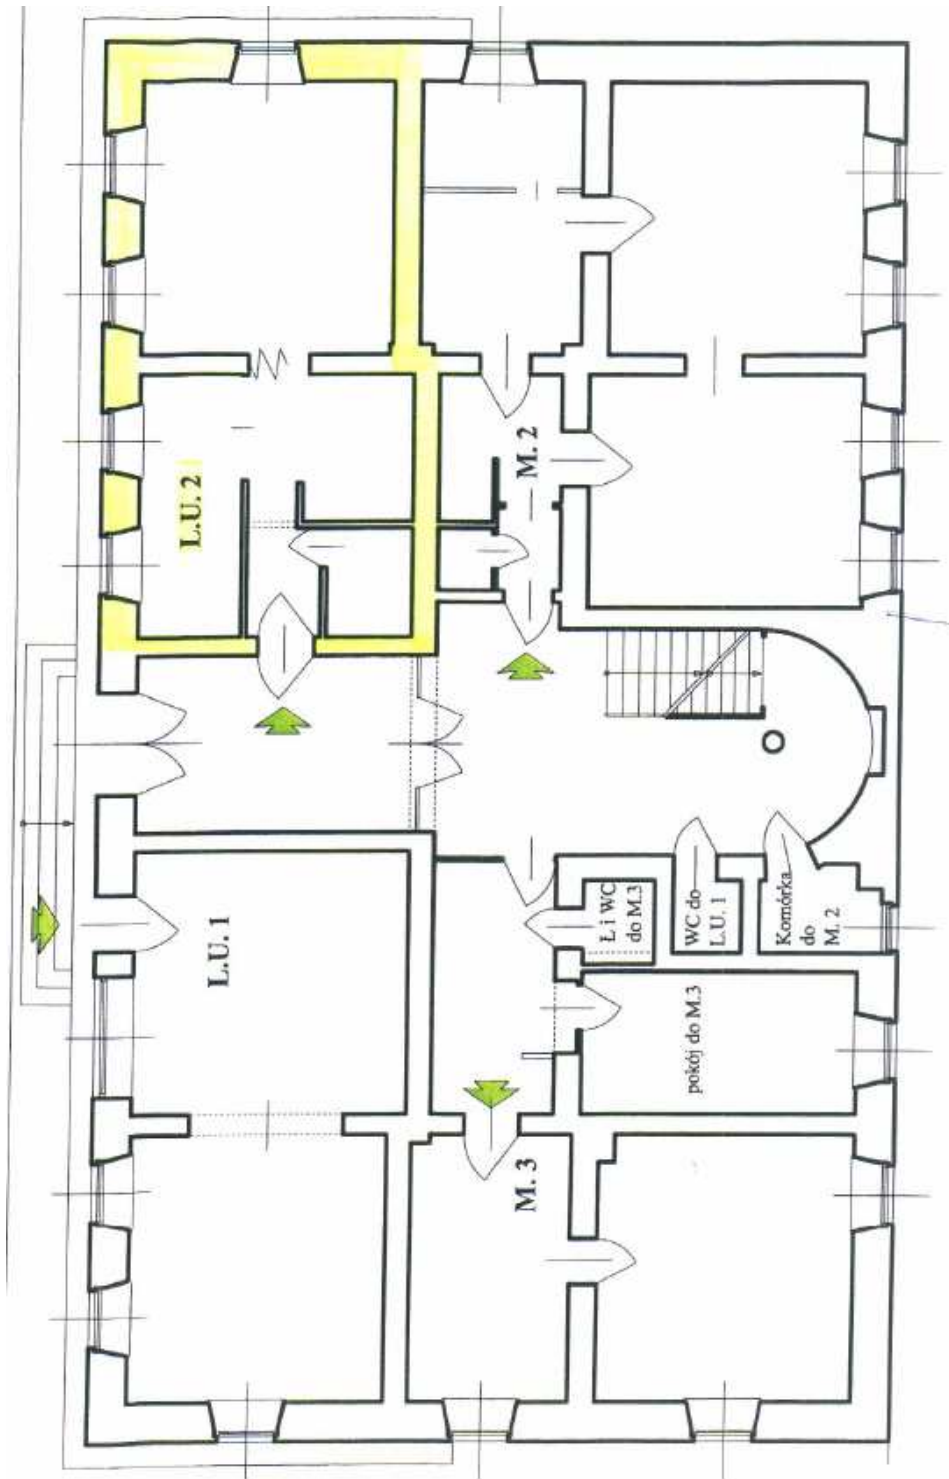 L.U. 2
M. 2
L.U. 1
Ł i WC
do M.3
WC do
L.U. 1
Komórka
do
M. 2
pokój do M.3
M. 3